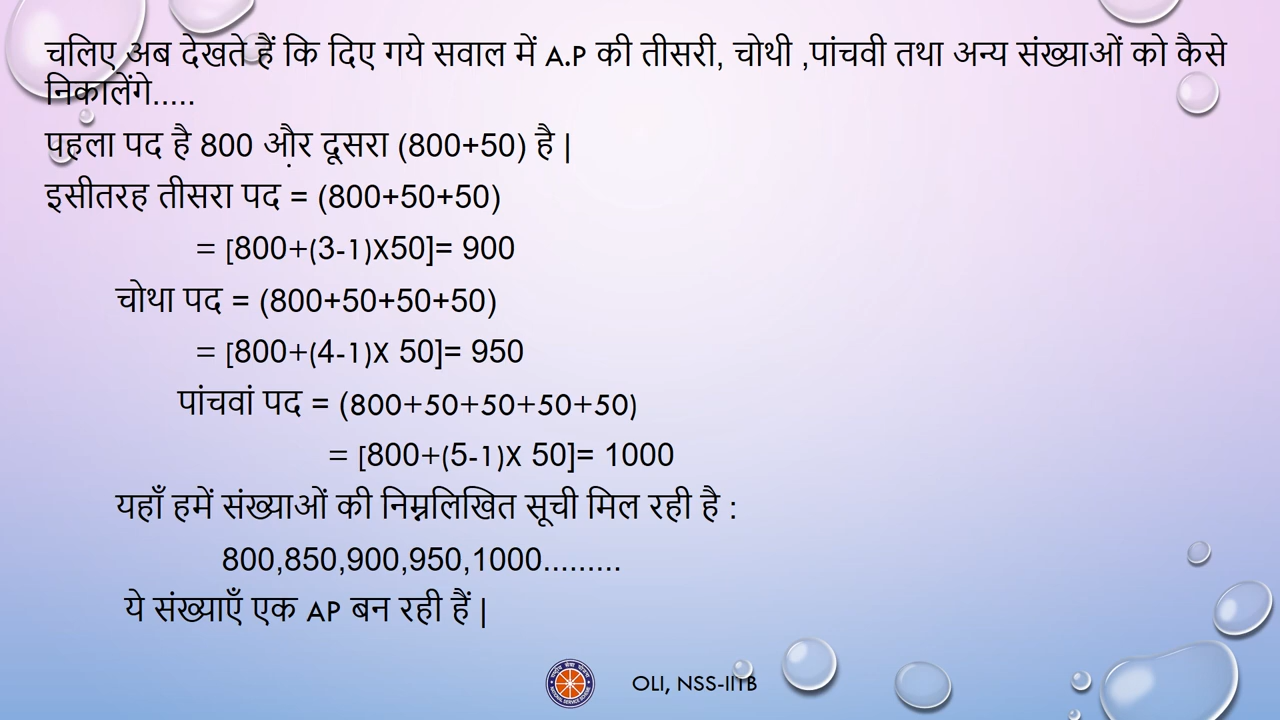 चलिए अब देखते हैं कि दिए गये सवाल में A.P की तीसरी, चोथी ,पांचवी तथा अन्य संख्याओं को कैसे
निकालेंगे.....
पहला पद है 800 और दूसरा (800+50) है |
इसीतरह तीसरा पद = (800+50+50)
= [800+(3-1)X50]= 900
चोथा पद = (800+50+50+50)
= [800+(4-1)X 50]= 950
पांचवां पद = (800+50+50+50+50)
= [800+(5-1)X 50]= 1000
यहाँ हमें संख्याओं की निम्नलिखित सूची मिल रही है :
800,850,900,950,1000.........
ये संख्याएँ एक AP बन रही हैं |
OLI, NSS-IITB